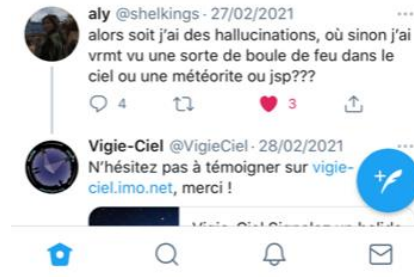 aly @shelkings · 27/02/2021
alors soit j'ai des hallucinations, où sinon j'ai
vrmt vu une sorte de boule de feu dans le
ciel ou une météorite ou jsp???
4 3
Vigie-Ciel @VigieCiel · 28/02/2021
N'hésitez pas à témoigner sur vigie-
ciel.imo.net, merci !